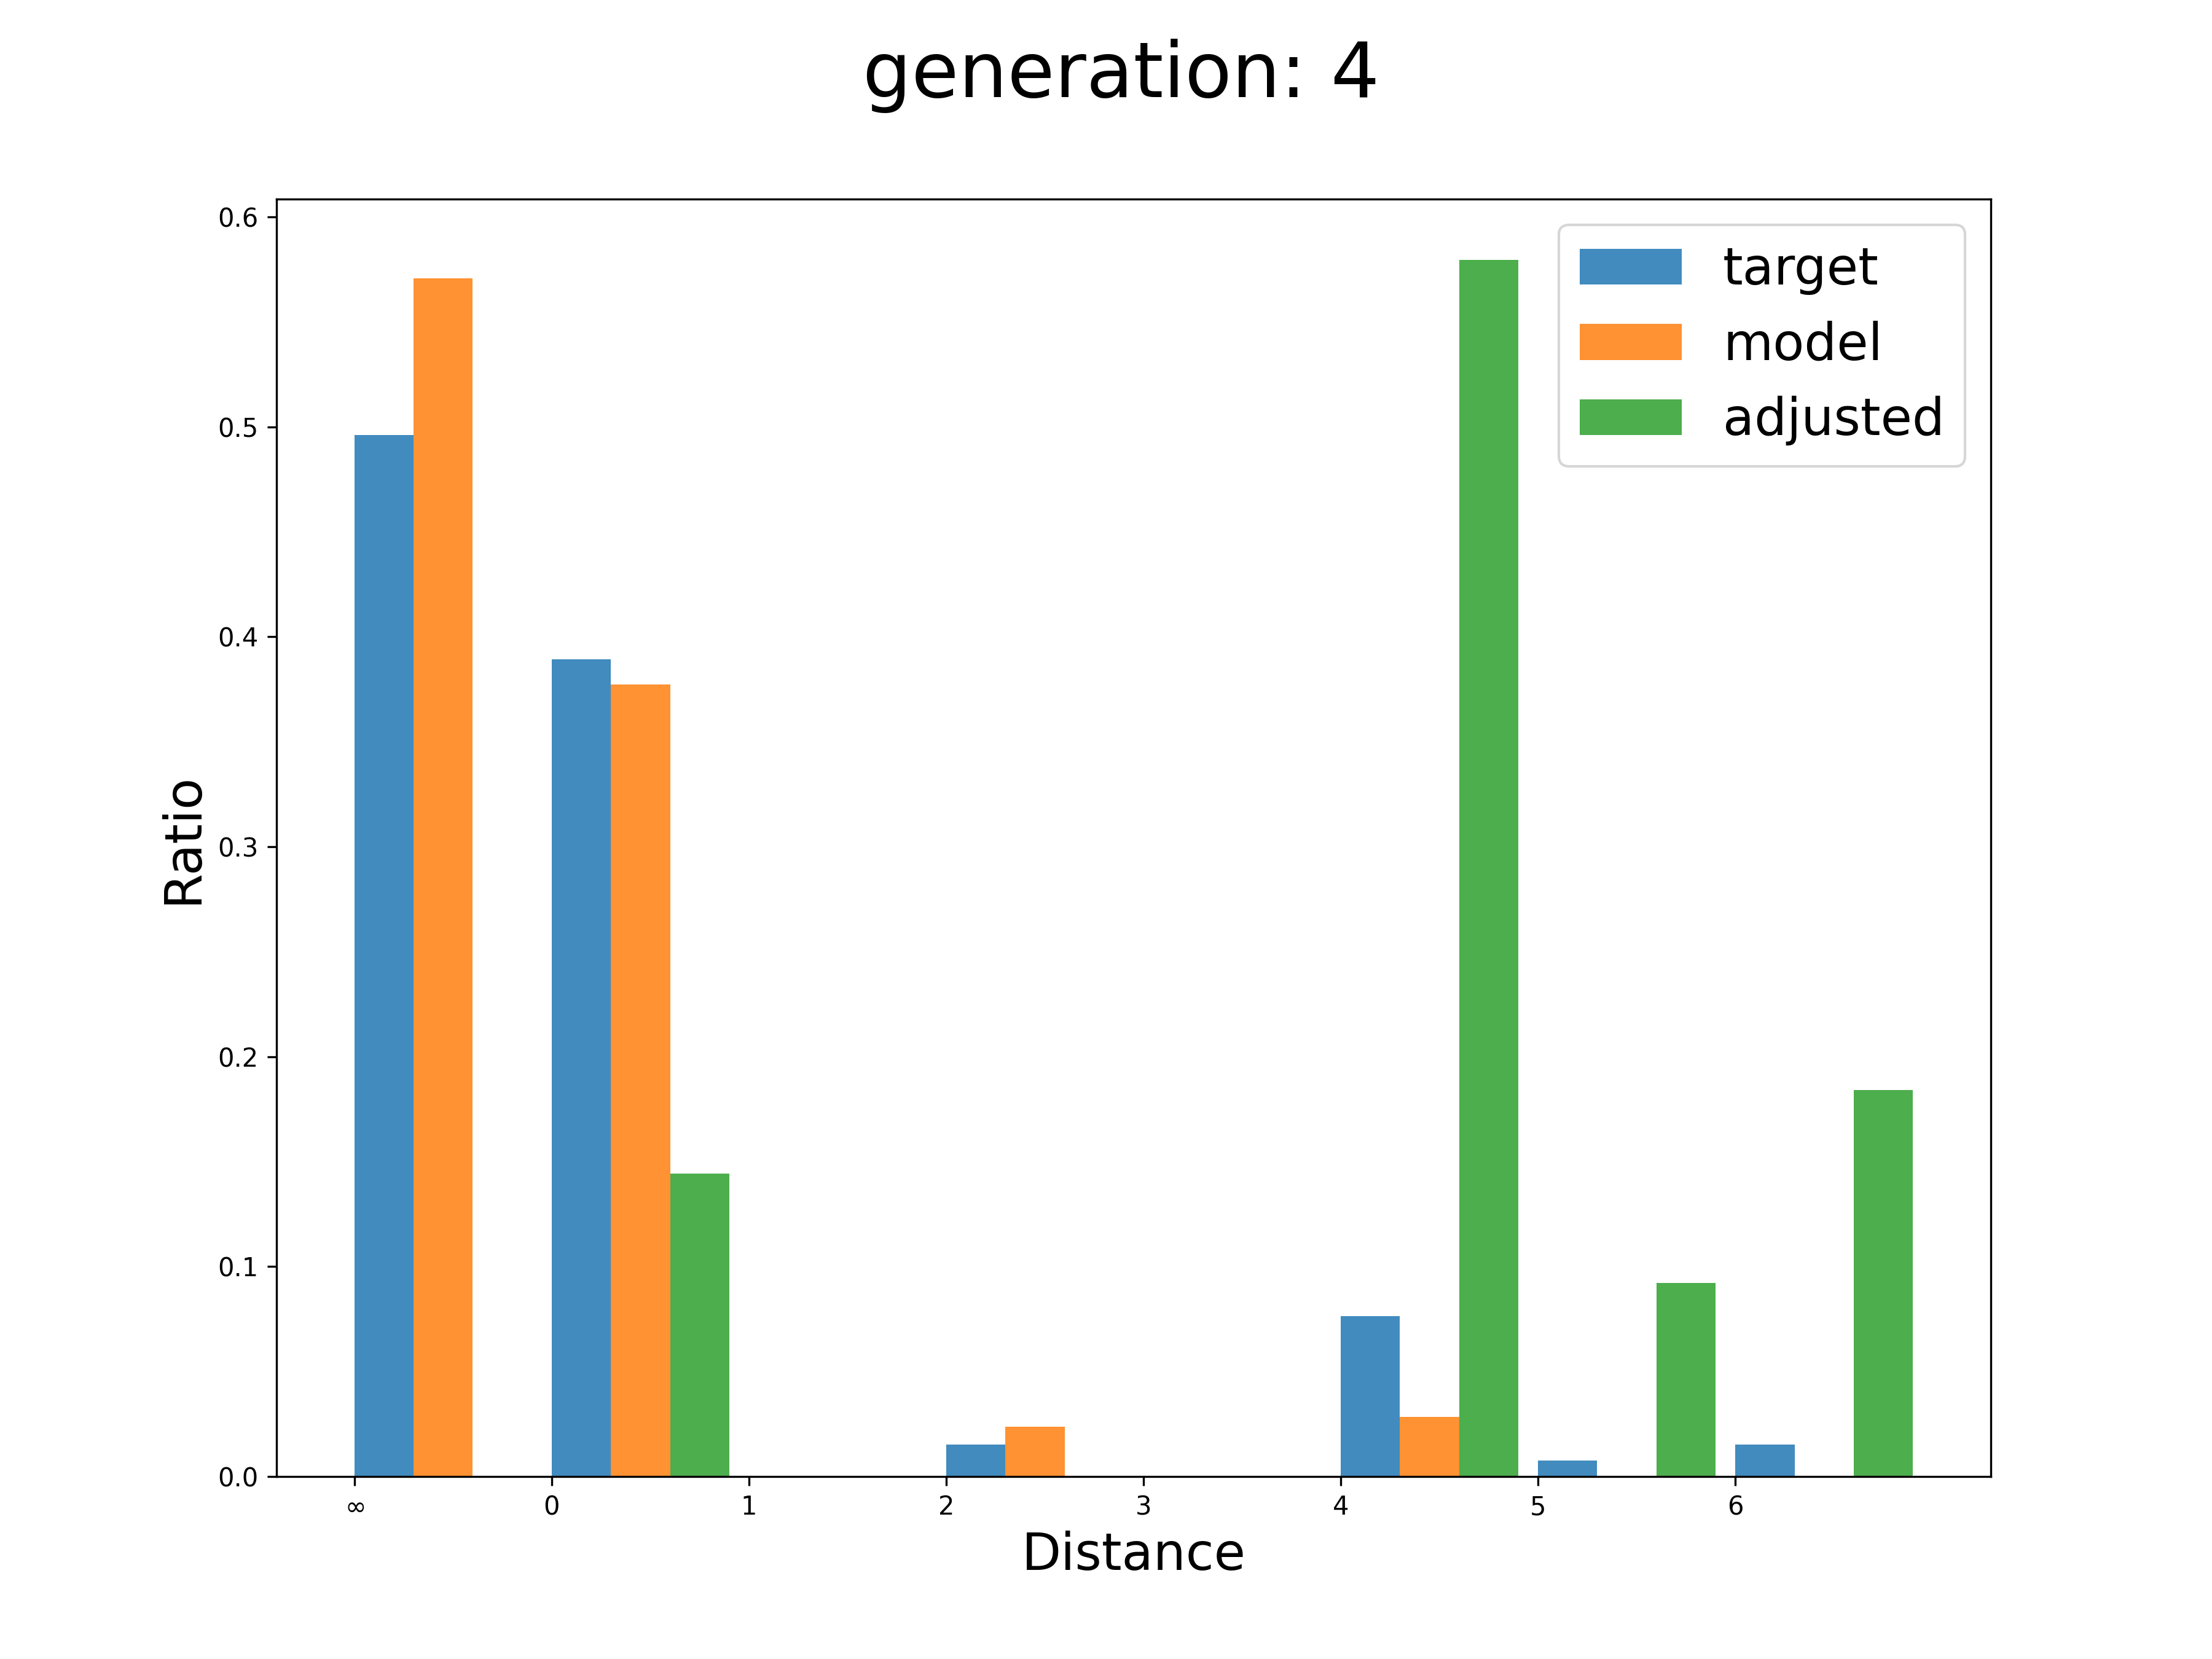 generation: 4
target
model
adjusted
Ratio
0.6
0.5
0.4
0.3
0.2
0.1
0.0
∞ 0 1 2 3 4 5 6
Distance